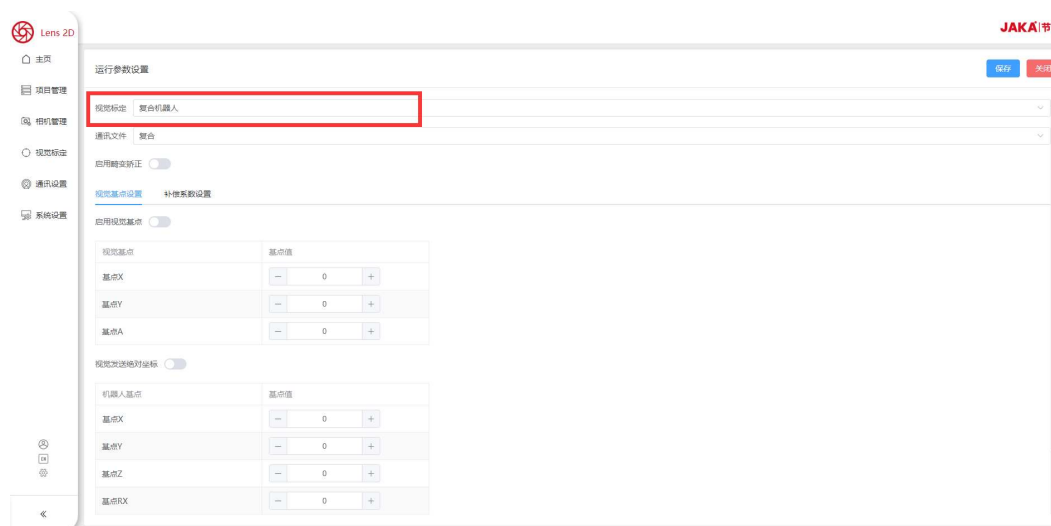 Lens 2D
JAKA 节
主页
项目管理
相机管理
视觉标定
通讯设置
系统设置
运行参数设置
保存 关闭
视觉标定 复合机器人
通讯文件 复合
启用畸变矫正
视觉基点设置 补偿系数设置
启用视觉基点
视觉基点 基点值
基点X − 0 +
基点Y − 0 +
基点A − 0 +
视觉发送绝对坐标
机器人基点 基点值
基点X − 0 +
基点Y − 0 +
基点Z − 0 +
基点RX − 0 +